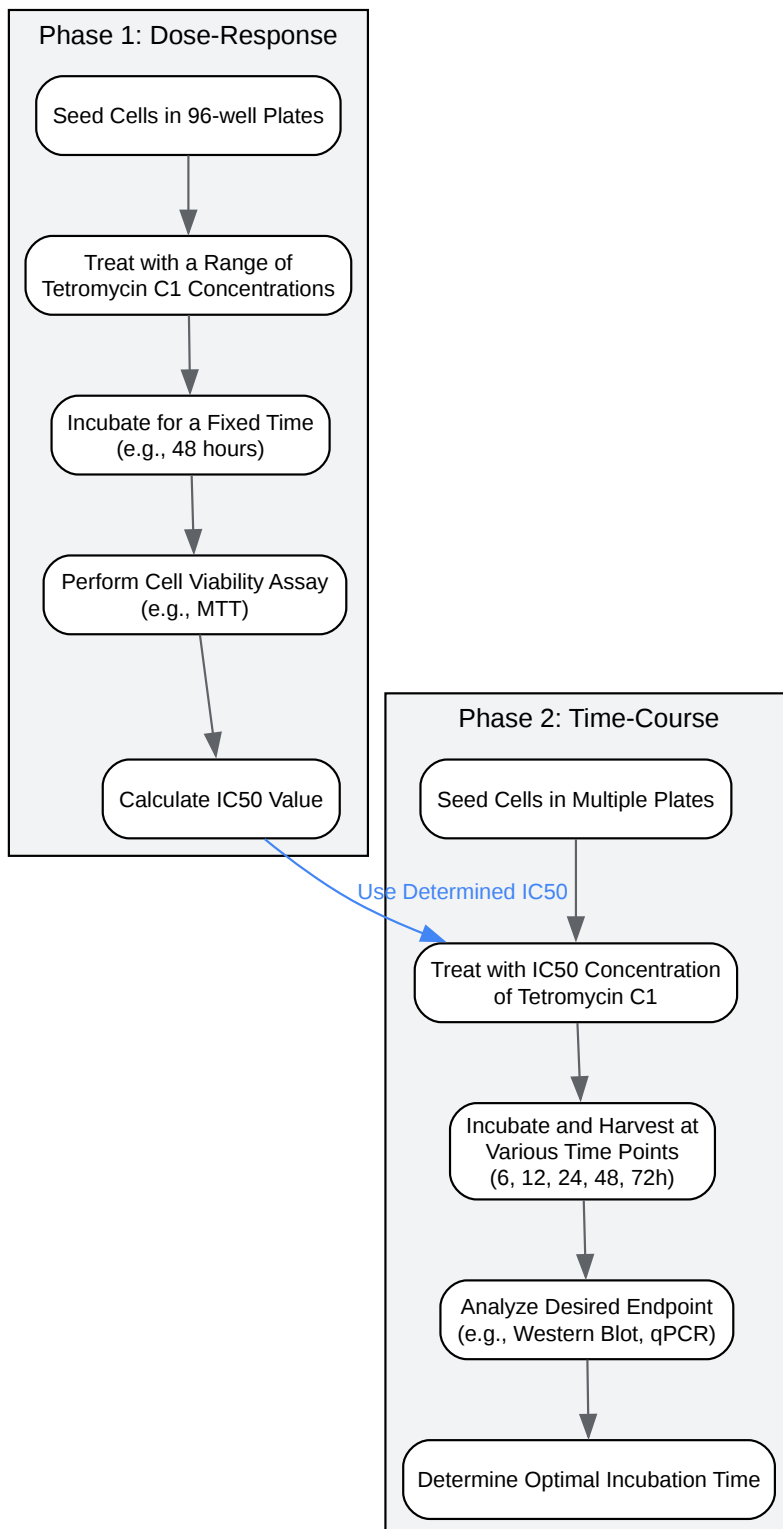 Phase 1: Dose-Response
Seed Cells in 96-well Plates
Treat with a Range of
Tetromycin C1 Concentrations
Incubate for a Fixed Time
(e.g., 48 hours)
Perform Cell Viability Assay
(e.g., MTT)
Calculate IC50 Value
Use Determined IC50
Phase 2: Time-Course
Seed Cells in Multiple Plates
Treat with IC50 Concentration
of Tetromycin C1
Incubate and Harvest at
Various Time Points
(6, 12, 24, 48, 72h)
Analyze Desired Endpoint
(e.g., Western Blot, qPCR)
Determine Optimal Incubation Time